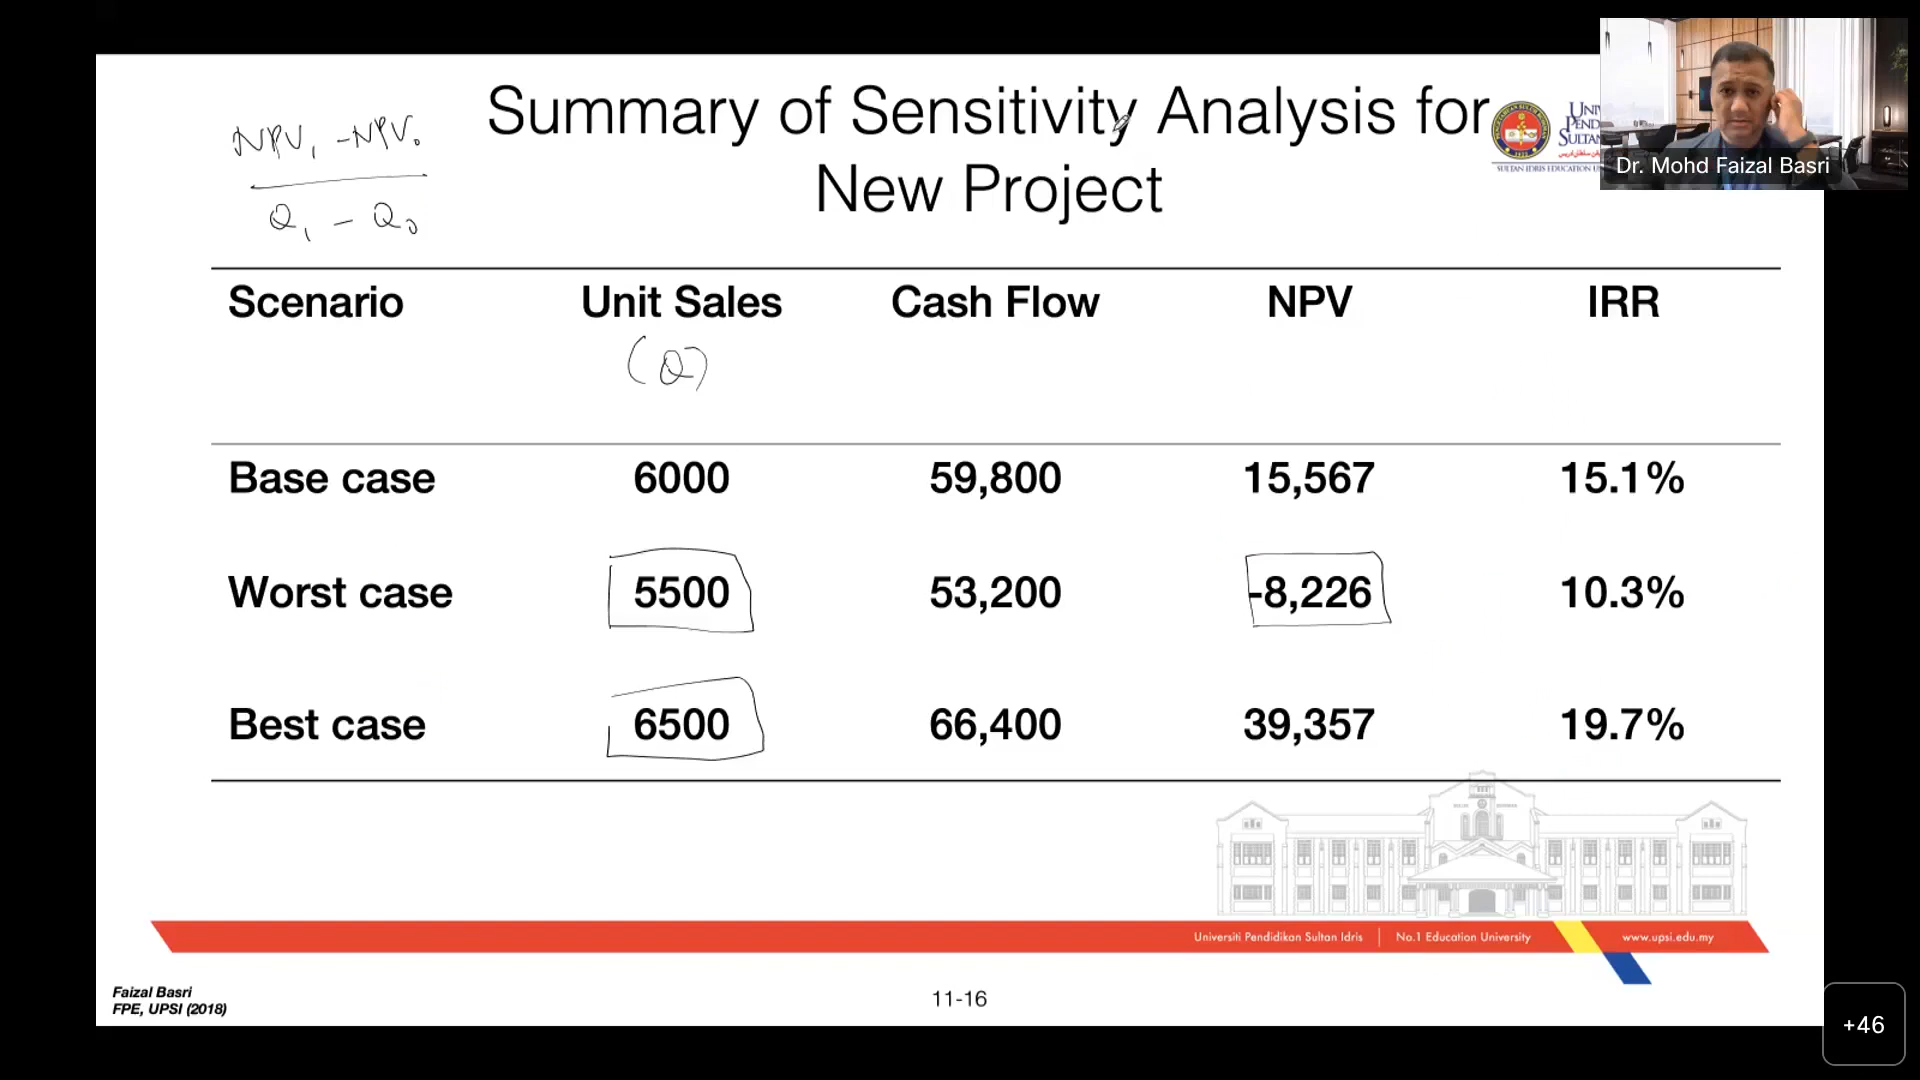 Summary of Sensitivity Analysis for
New Project
NPV₁ - NPV₀
Q₁ - Q₀
SULTAN IDRIS EDUCATION
Dr. Mohd Faizal Basri
Scenario Unit Sales Cash Flow NPV IRR
(Q)
Base case 6000 59,800 15,567 15.1%
Worst case 5500 53,200 -8,226 10.3%
Best case 6500 66,400 39,357 19.7%
Universiti Pendidikan Sultan Idris | No.1 Education University www.upsi.edu.my
Faizal Basri
FPE, UPSI (2018)
11-16
+46